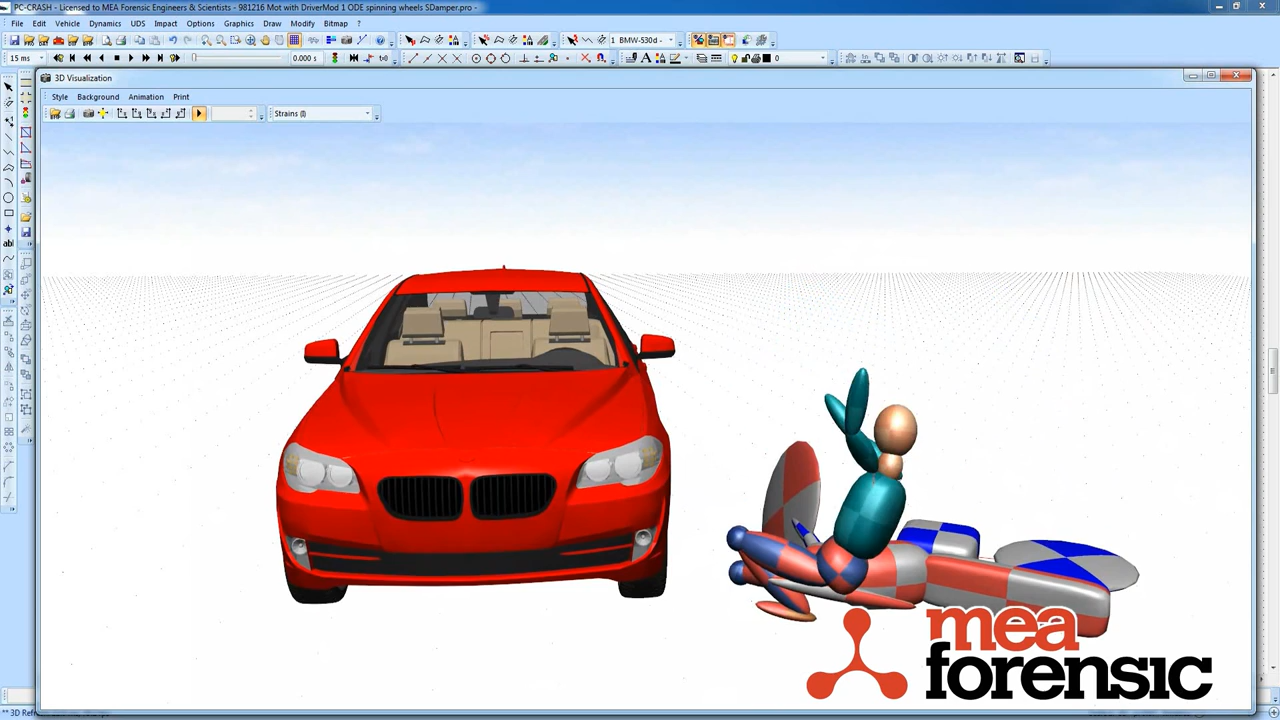 PC-CRASH - Licensed to MEA Forensic Engineers & Scientists - 981216 Mot with DriverMod 1 ODE spinning wheels SDamper.pro -
File Edit Vehicle Dynamics UDS Impact Options Graphics Draw Modify Bitmap ?
1 BMW-530d -
15 ms
0.000 s
t=0
0
3D Visualization
Style Background Animation Print
Strains (l)
abl
mea
forensic